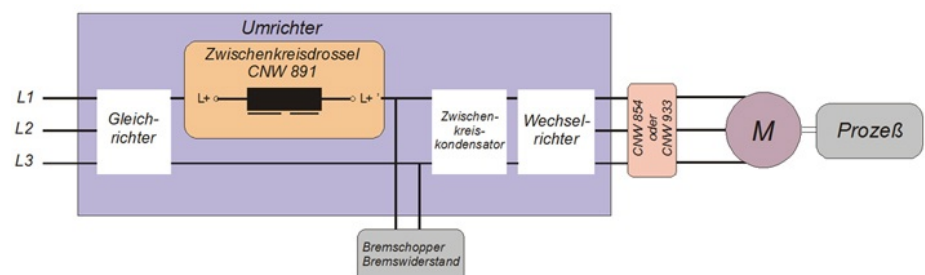 Umrichter
Zwischenkreisdrossel
CNW 891
L+
L+ '
L1
L2
L3
Gleich-
richter
Zwischen-
kreis-
kondensator
Wechsel-
richter
CNW 854
oder
CNW 933
M
Prozeß
Bremschopper
Bremswiderstand